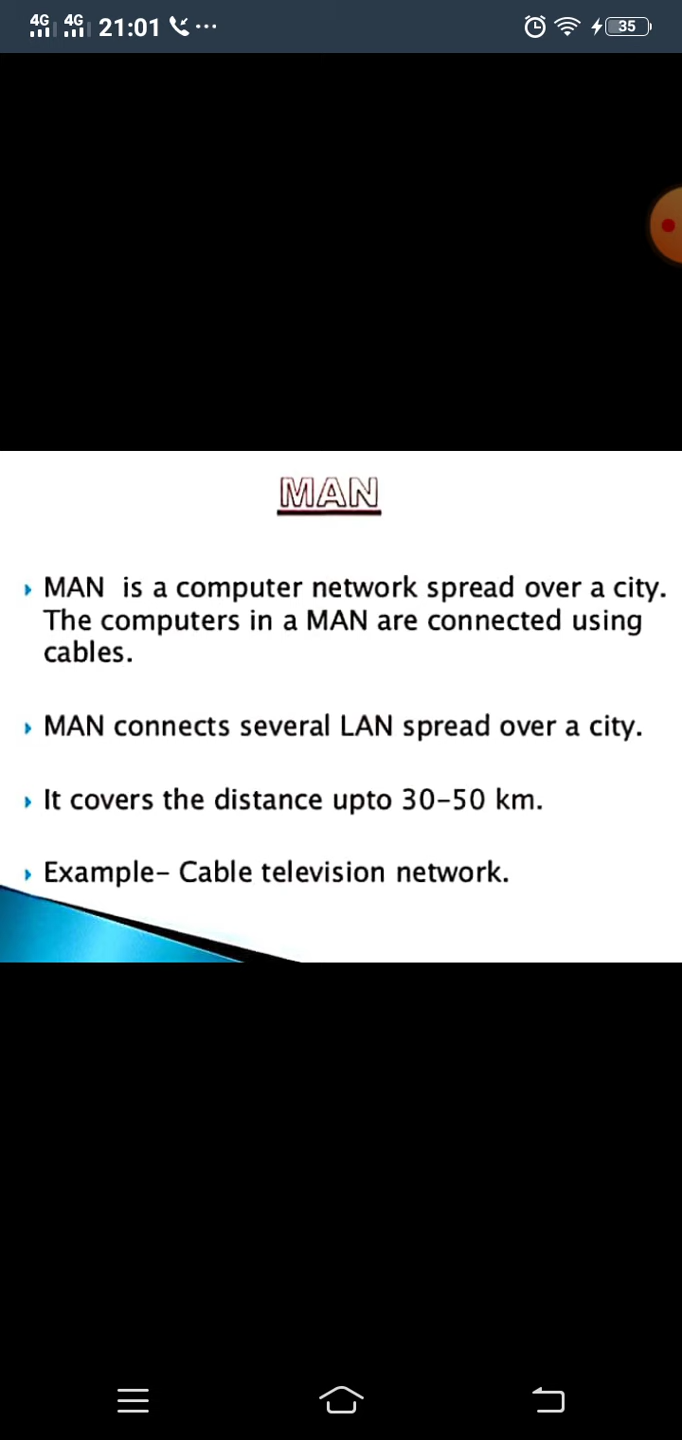 4G 4G 21:01 ... 35
MAN
MAN is a computer network spread over a city.
The computers in a MAN are connected using
cables.
MAN connects several LAN spread over a city.
It covers the distance upto 30-50 km.
Example- Cable television network.